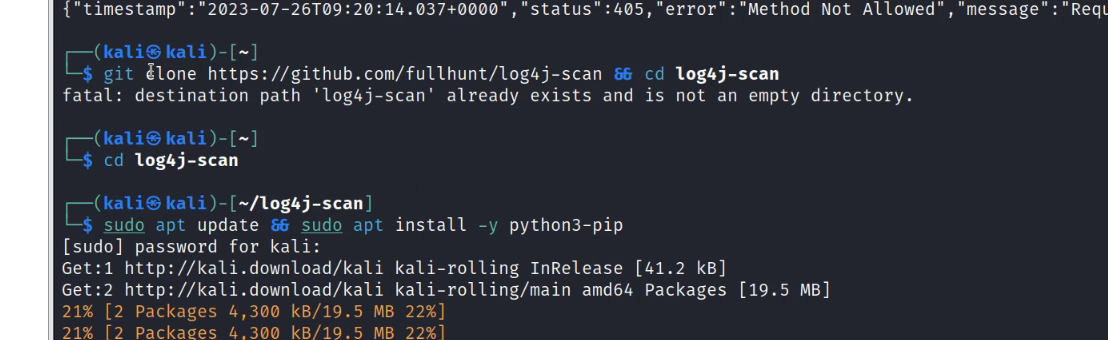 {"timestamp":"2023-07-26T09:20:14.037+0000","status":405,"error":"Method Not Allowed","message":"Requ
┌──(kali㉿kali)-[~]
└─$ git clone https://github.com/fullhunt/log4j-scan && cd log4j-scan
fatal: destination path 'log4j-scan' already exists and is not an empty directory.
┌──(kali㉿kali)-[~]
└─$ cd log4j-scan
┌──(kali㉿kali)-[~/log4j-scan]
└─$ sudo apt update && sudo apt install -y python3-pip
[sudo] password for kali:
Get:1 http://kali.download/kali kali-rolling InRelease [41.2 kB]
Get:2 http://kali.download/kali kali-rolling/main amd64 Packages [19.5 MB]
21% [2 Packages 4,300 kB/19.5 MB 22%]
21% [2 Packages 4,300 kB/19.5 MB 22%]